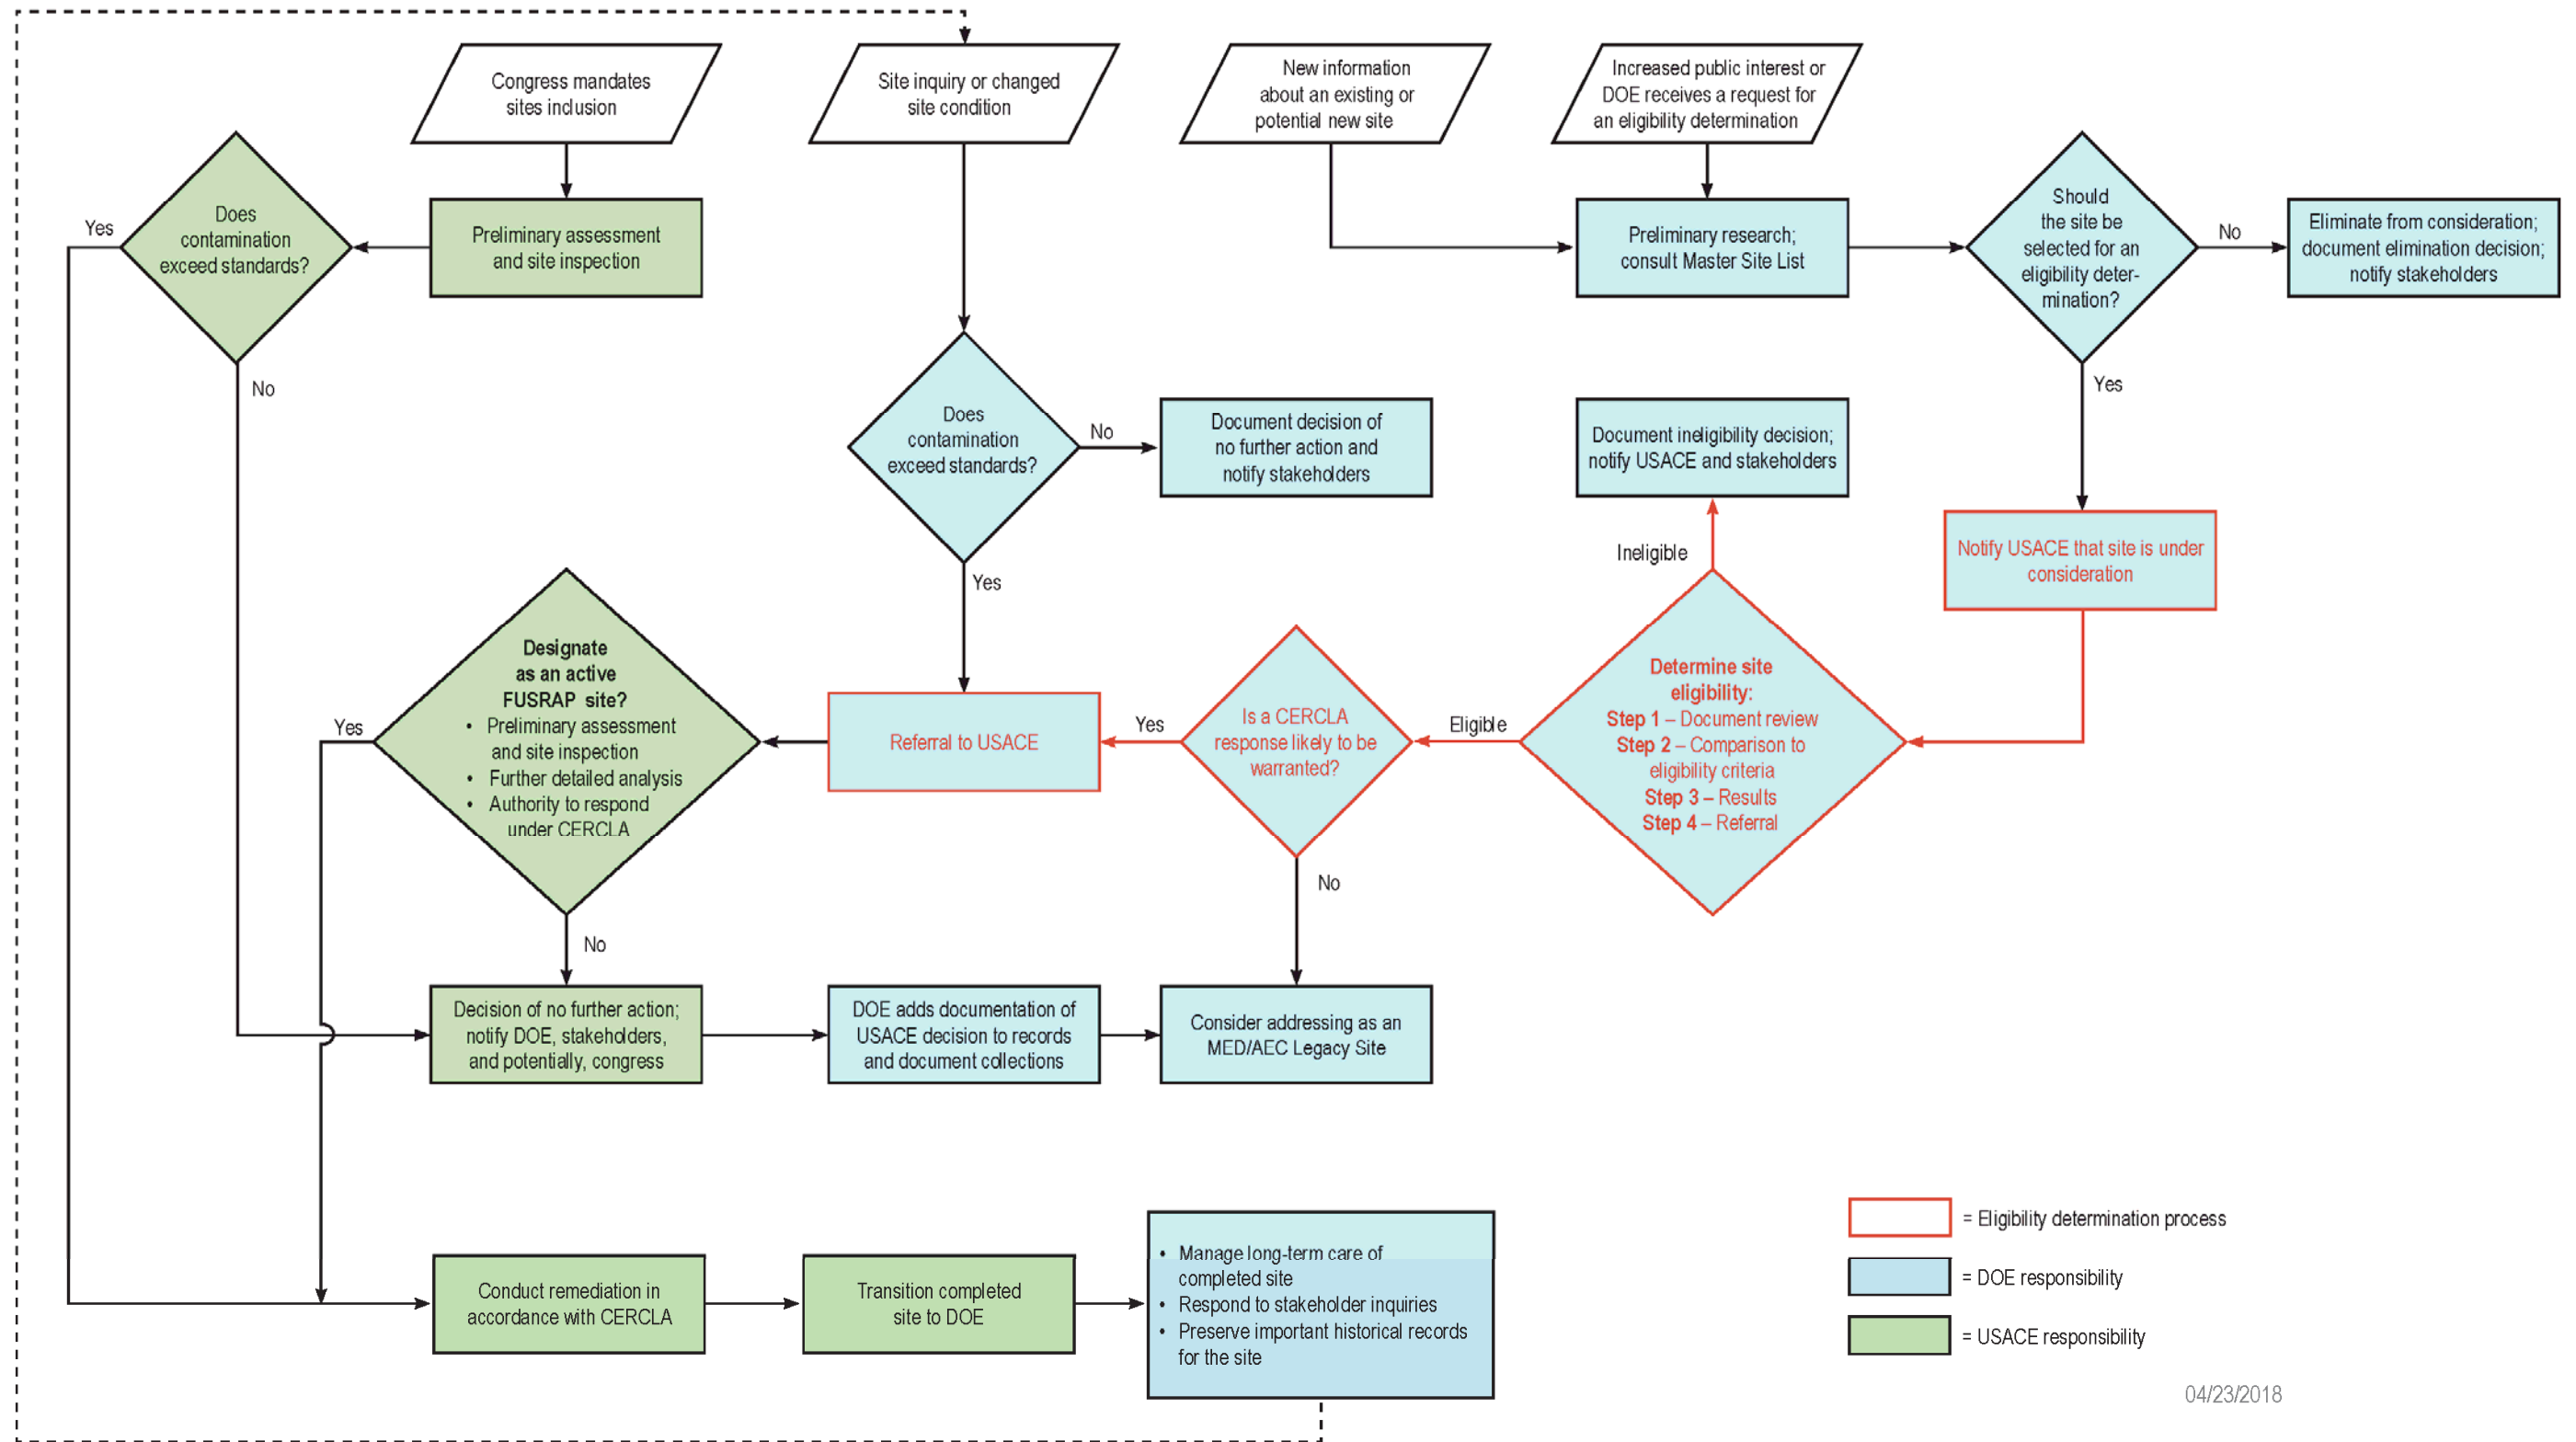 Congress mandates
sites inclusion
Site inquiry or changed
site condition
New information
about an existing or
potential new site
Increased public interest or
DOE receives a request for
an eligibility determination
Does
contamination
exceed standards?
Yes
No
Preliminary assessment
and site inspection
Preliminary research;
consult Master Site List
Should
the site be
selected for an
eligibility deter-
mination?
No
Yes
Eliminate from consideration;
document elimination decision;
notify stakeholders
Does
contamination
exceed standards?
No
Yes
Document decision of
no further action and
notify stakeholders
Document ineligibility decision;
notify USACE and stakeholders
Ineligible
Notify USACE that site is under
consideration
Designate
as an active
FUSRAP site?
• Preliminary assessment
and site inspection
• Further detailed analysis
• Authority to respond
under CERCLA
Yes
No
Referral to USACE
Yes
Is a CERCLA
response likely to be
warranted?
No
Eligible
Determine site
eligibility:
Step 1 – Document review
Step 2 – Comparison to
eligibility criteria
Step 3 – Results
Step 4 – Referral
Decision of no further action;
notify DOE, stakeholders,
and potentially, congress
DOE adds documentation of
USACE decision to records
and document collections
Consider addressing as an
MED/AEC Legacy Site
Conduct remediation in
accordance with CERCLA
Transition completed
site to DOE
• Manage long-term care of
completed site
• Respond to stakeholder inquiries
• Preserve important historical records
for the site
= Eligibility determination process
= DOE responsibility
= USACE responsibility
04/23/2018